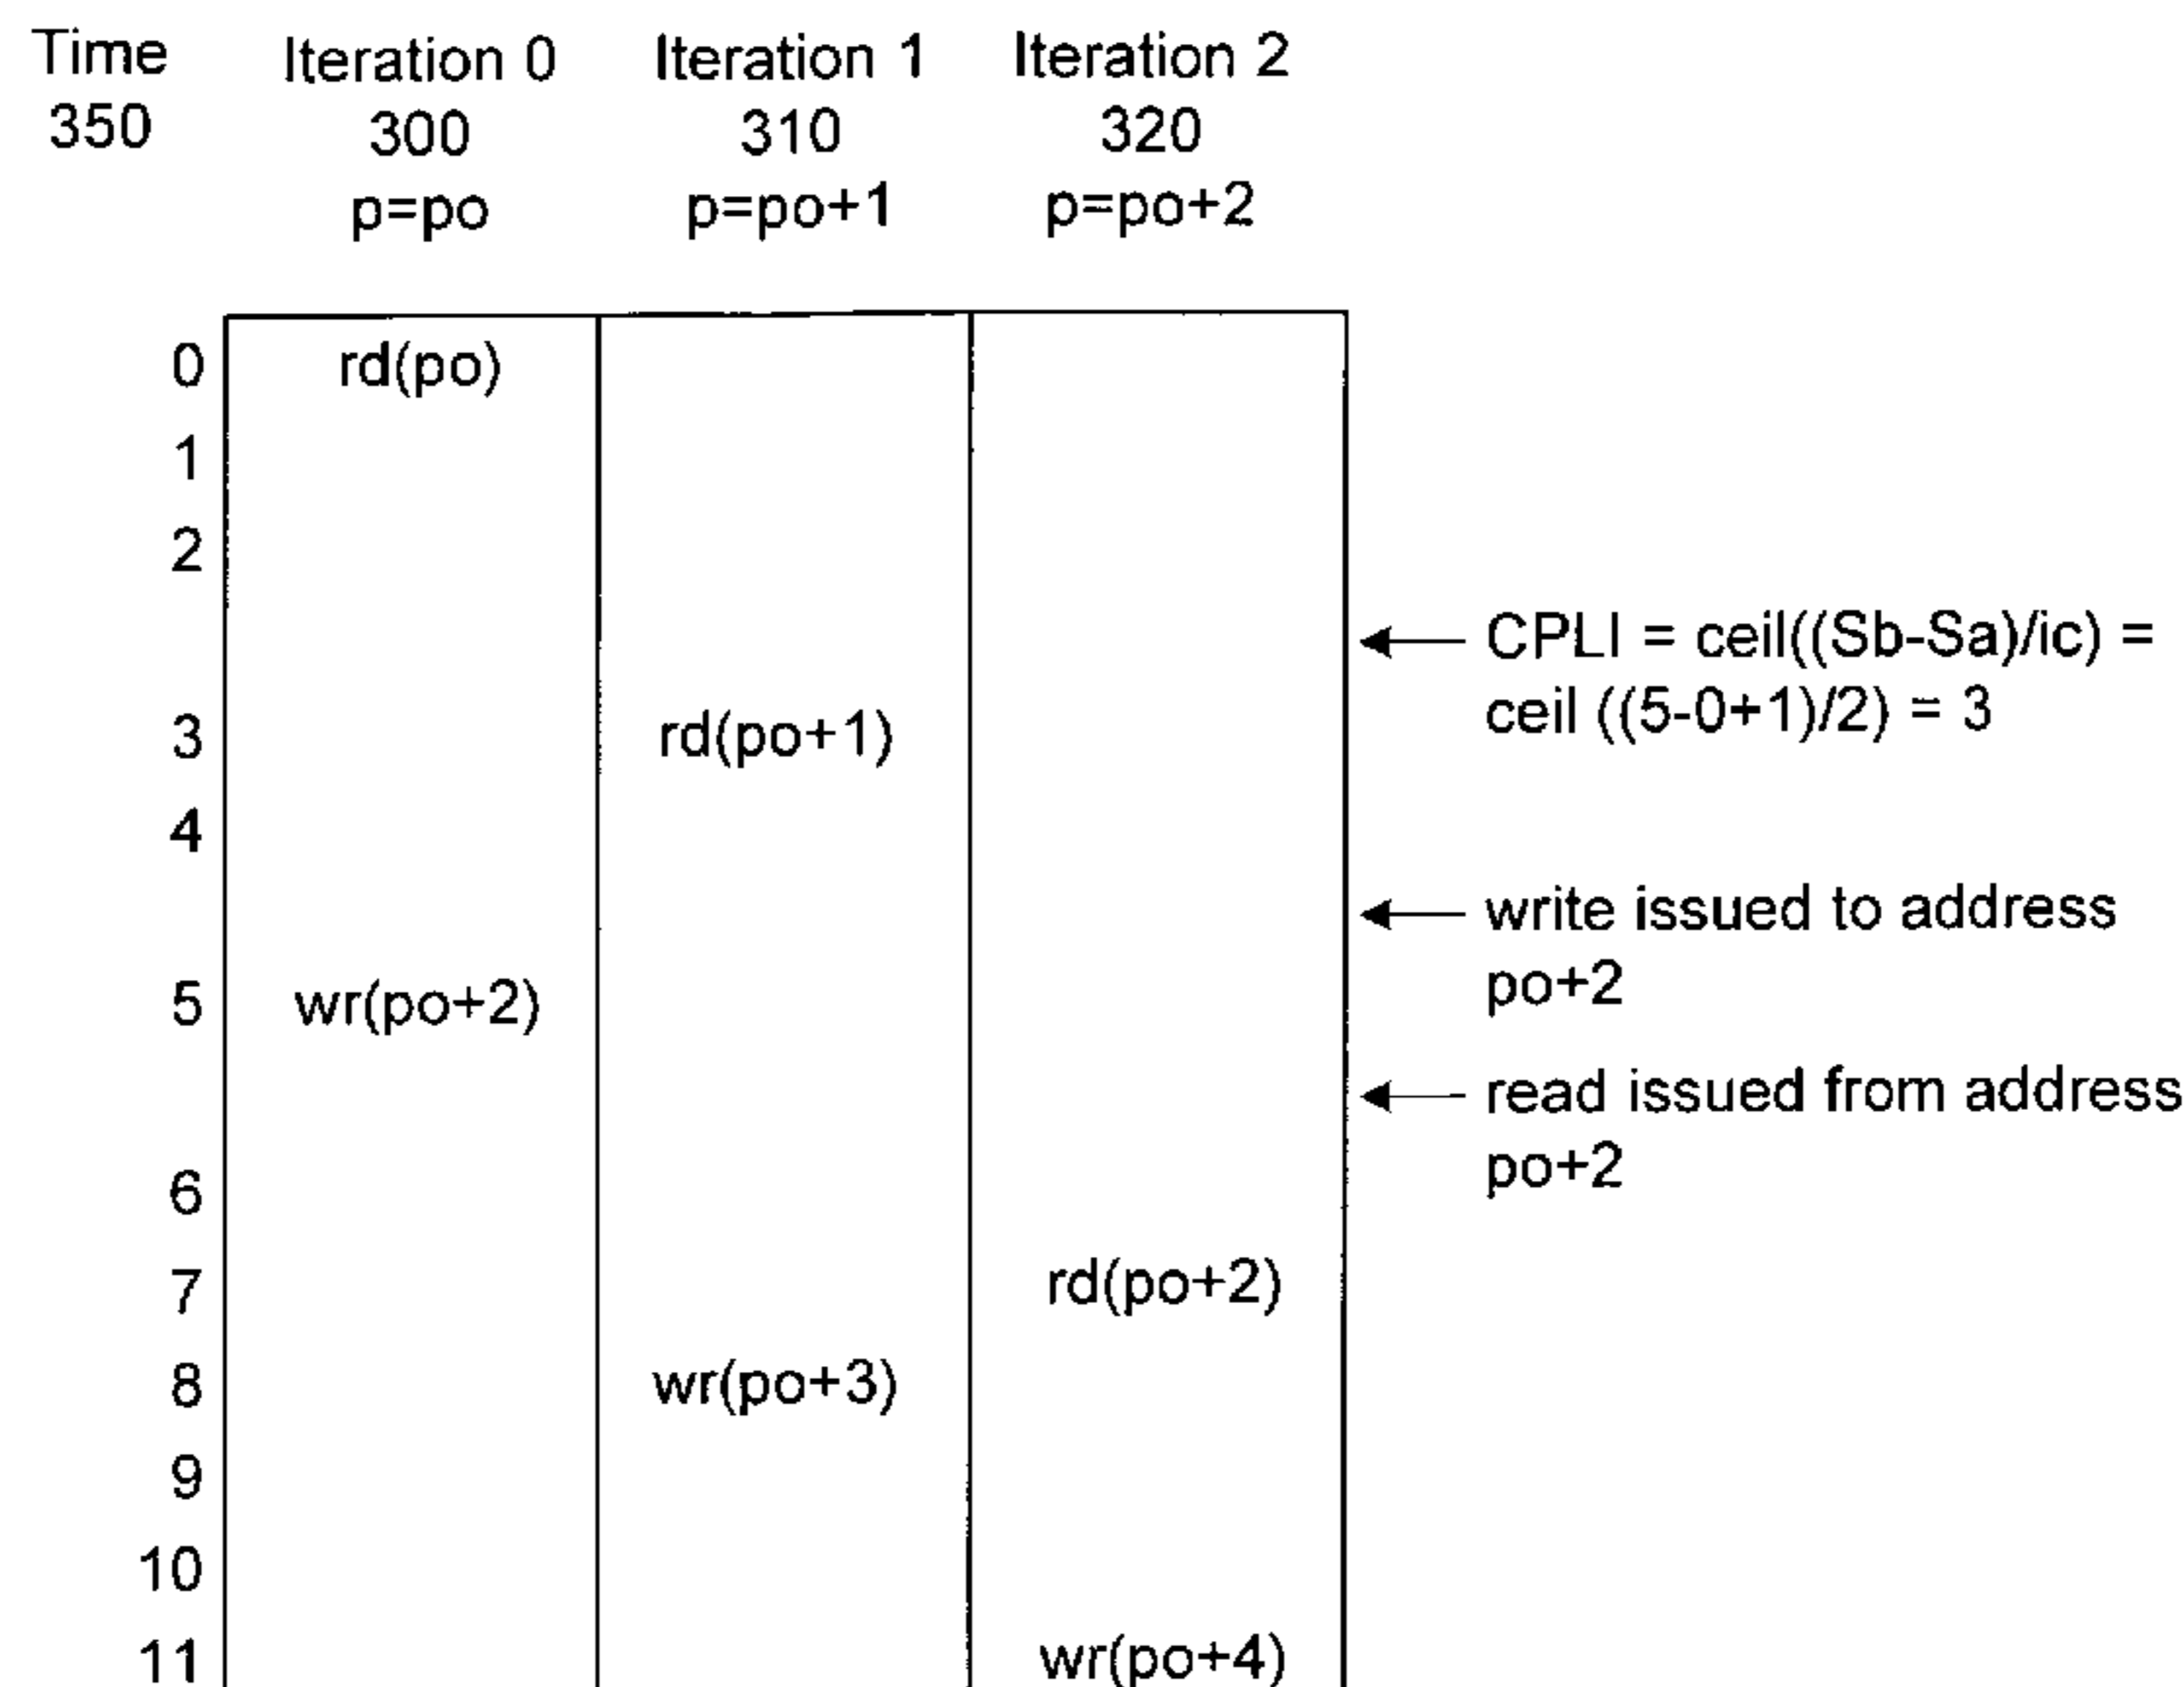 Time Iteration 0 Iteration 1 Iteration 2
350 300 310 320
p=po p=po+1 p=po+2
0 rd(po)
1
2
CPLI = ceil((Sb-Sa)/ic) =
ceil ((5-0+1)/2) = 3
3 rd(po+1)
4
write issued to address
po+2
5 wr(po+2)
read issued from address
po+2
6
7 rd(po+2)
8 wr(po+3)
9
10
11 wr(po+4)